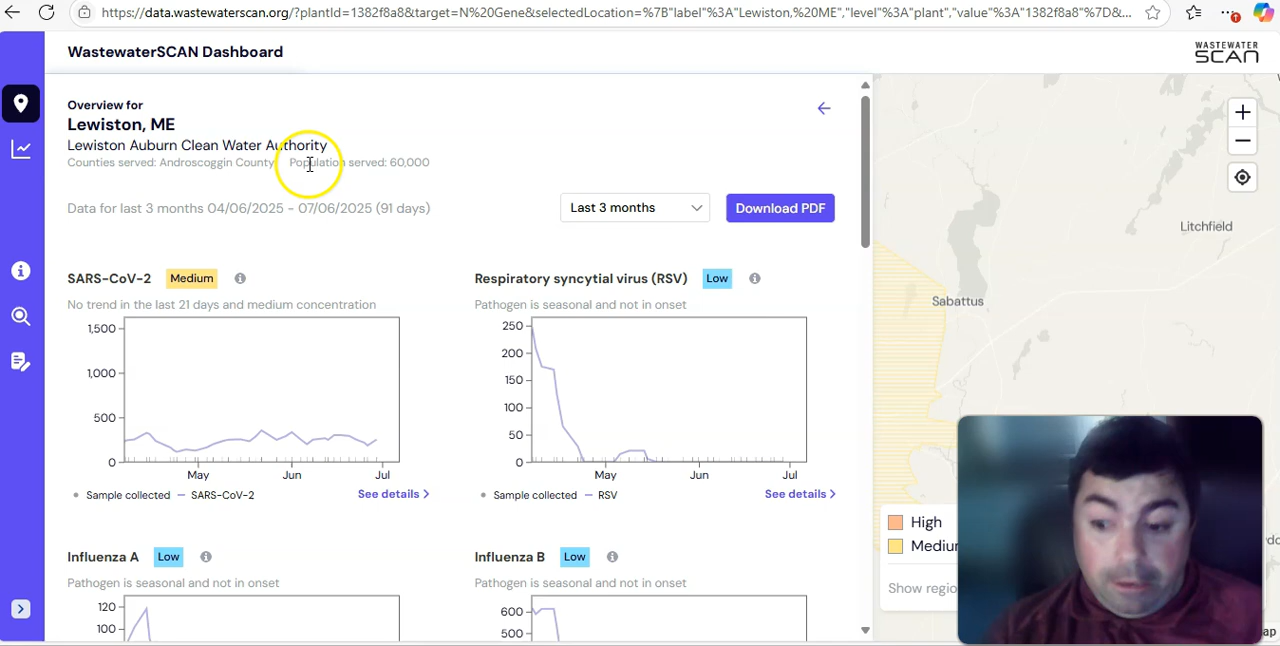 https://data.wastewaterscan.org/?plantId=1382f8a8&target=N%20Gene&selectedLocation=%7B"label"%3A"Lewiston,%20ME","level"%3A"plant","value"%3A"1382f8a8"%7D&...
WastewaterSCAN Dashboard
WASTEWATER
SCAN
Overview for
Lewiston, ME
Lewiston Auburn Clean Water Authority
Counties served: Androscoggin County Population served: 60,000
Data for last 3 months 04/06/2025 - 07/06/2025 (91 days)
Last 3 months
Download PDF
SARS-CoV-2 Medium
No trend in the last 21 days and medium concentration
1,500
1,000
500
0
May Jun Jul
Sample collected SARS-CoV-2
See details >
Respiratory syncytial virus (RSV) Low
Pathogen is seasonal and not in onset
250
200
150
100
50
0
May Jun Jul
Sample collected RSV
See details >
Influenza A Low
Pathogen is seasonal and not in onset
120
100
Influenza B Low
Pathogen is seasonal and not in onset
600
500
Litchfield
Sabattus
High
Mediu
Show regio
ap